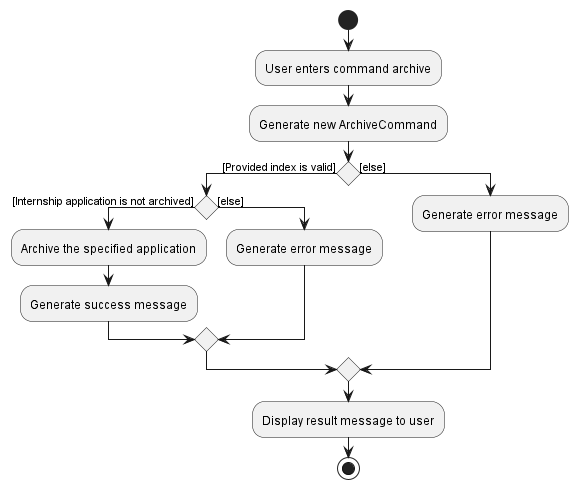 User enters command archive
Generate new ArchiveCommand
[Provided index is valid]
[else]
[Internship application is not archived]
[else]
Generate error message
Archive the specified application
Generate error message
Generate success message
Display result message to user